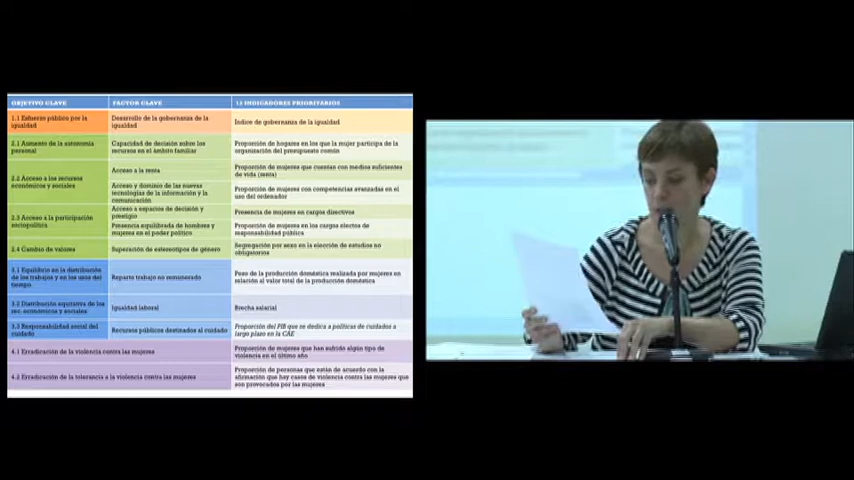 OBJETIVO CLAVE
FACTOR CLAVE
12 INDICADORES PRIORITARIOS
1.1 Esfuerzo público por la
igualdad
Desarrollo de la gobernanza de la
igualdad
Índice de gobernanza de la igualdad
2.1 Aumento de la autonomía
personal
Capacidad de decisión sobre los
recursos en el ámbito familiar
Proporción de hogares en los que la mujer participa de la
organización del presupuesto común
2.2 Acceso a los recursos
económicos y sociales
Acceso a la renta
Proporción de mujeres que cuentan con medios suficientes
de vida (renta)
Acceso y dominio de las nuevas
tecnologías de la información y la
comunicación
Proporción de mujeres con competencias avanzadas en el
uso del ordenador
2.3 Acceso a la participación
sociopolítica
Acceso a espacios de decisión y
prestigio
Presencia de mujeres en cargos directivos
Presencia equilibrada de hombres y
mujeres en el poder político
Proporción de mujeres en los cargos electos de
responsabilidad pública
2.4 Cambio de valores
Superación de estereotipos de género
Segregación por sexo en la elección de estudios no
obligatorios
3.1 Equilibrio en la distribución
de los trabajos y en los usos del
tiempo.
Reparto trabajo no remunerado
Peso de la producción doméstica realizada por mujeres en
relación al valor total de la producción doméstica
3.2 Distribución equitativa de los
rec. económicos y sociales
Igualdad laboral
Brecha salarial
3.3 Responsabilidad social del
cuidado
Recursos públicos destinados al cuidado
Proporción del PIB que se dedica a políticas de cuidados a
largo plazo en la CAE
4.1 Erradicación de la violencia contra las mujeres
Proporción de mujeres que han sufrido algún tipo de
violencia en el último año
4.2 Erradicación de la tolerancia a la violencia contra las mujeres
Proporción de personas que están de acuerdo con la
afirmación que hay casos de violencia contra las mujeres que
son provocados por las mujeres